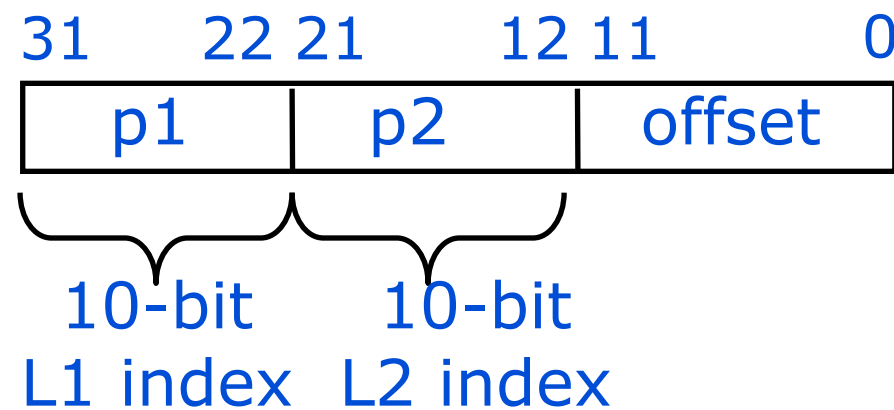 31 22 21 12 11 0
p1 p2 offset
10-bit 10-bit
L1 index L2 index